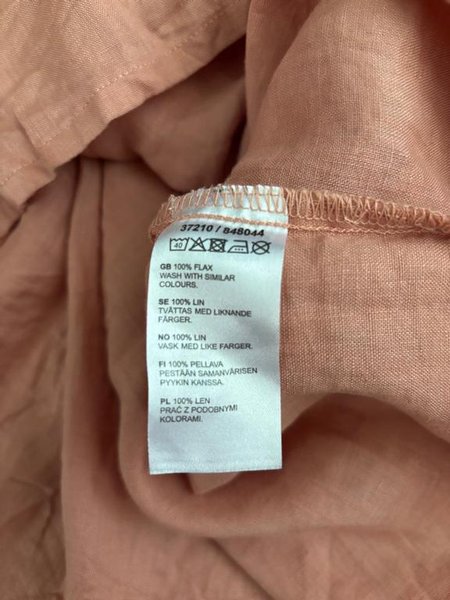 37210 / 848044
40
GB 100% FLAX
WASH WITH SIMILAR
COLOURS.
SE 100% LIN
TVÄTTAS MED LIKNANDE
FÄRGER.
NO 100% LIN
VASK MED LIKE FARGER.
FI 100% PELLAVA
PESTÄÄN SAMANVÄRISEN
PYYKIN KANSSA.
PL 100% LEN
PRAĆ Z PODOBNYMI
KOLORAMI.